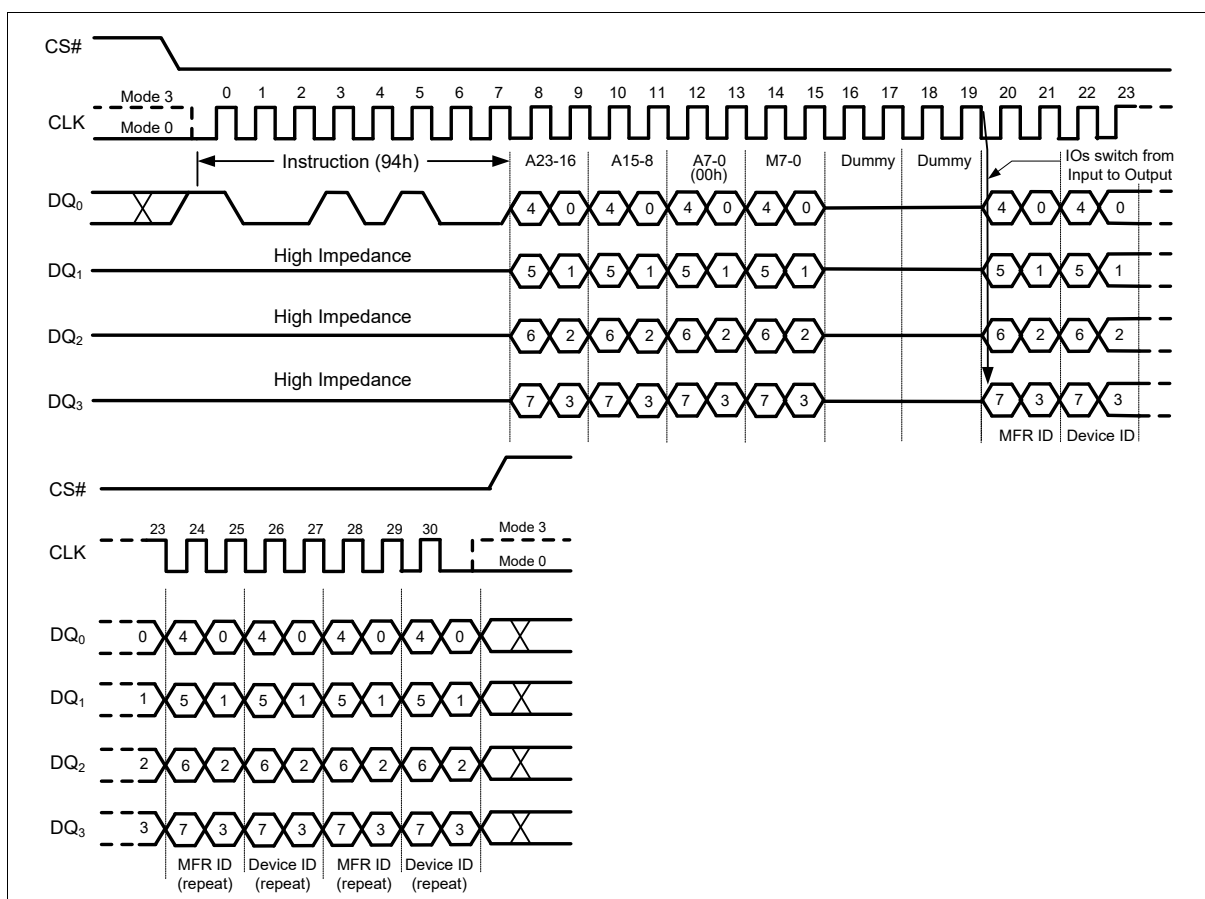 CS#
Mode 3 0 1 2 3 4 5 6 7 8 9 10 11 12 13 14 15 16 17 18 19 20 21 22 23
CLK Mode 0
Instruction (94h) A23-16 A15-8 A7-0 (00h) M7-0 Dummy Dummy IOs switch from Input to Output
DQ0 4 0 4 0 4 0 4 0 4 0 4 0
High Impedance
DQ1 5 1 5 1 5 1 5 1 5 1 5 1
High Impedance
DQ2 6 2 6 2 6 2 6 2 6 2 6 2
High Impedance
DQ3 7 3 7 3 7 3 7 3 7 3 7 3
MFR ID Device ID
CS#
23 24 25 26 27 28 29 30 Mode 3
CLK Mode 0
DQ0 0 4 0 4 0 4 0 4 0
DQ1 1 5 1 5 1 5 1 5 1
DQ2 2 6 2 6 2 6 2 6 2
DQ3 3 7 3 7 3 7 3 7 3
MFR ID (repeat) Device ID (repeat) MFR ID (repeat) Device ID (repeat)